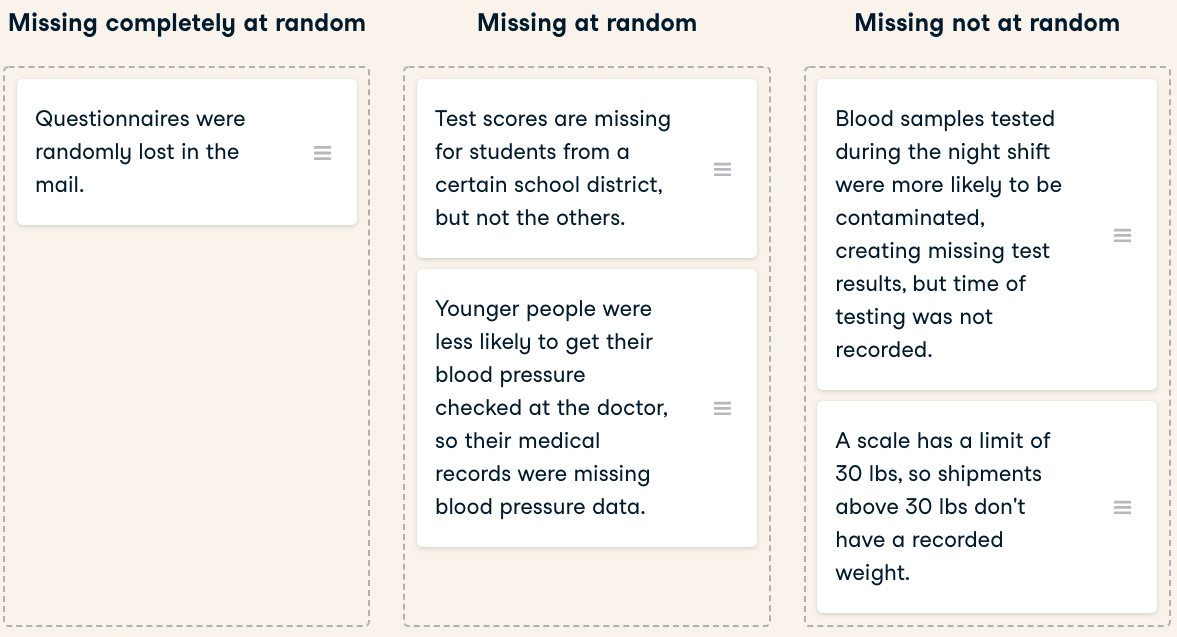 Missing completely at random
Questionnaires were
randomly lost in the
mail.
Missing at random
Test scores are missing
for students from a
certain school district,
but not the others.
Younger people were
less likely to get their
blood pressure
checked at the doctor,
so their medical
records were missing
blood pressure data.
Missing not at random
Blood samples tested
during the night shift
were more likely to be
contaminated,
creating missing test
results, but time of
testing was not
recorded.
A scale has a limit of
30 lbs, so shipments
above 30 lbs don't
have a recorded
weight.